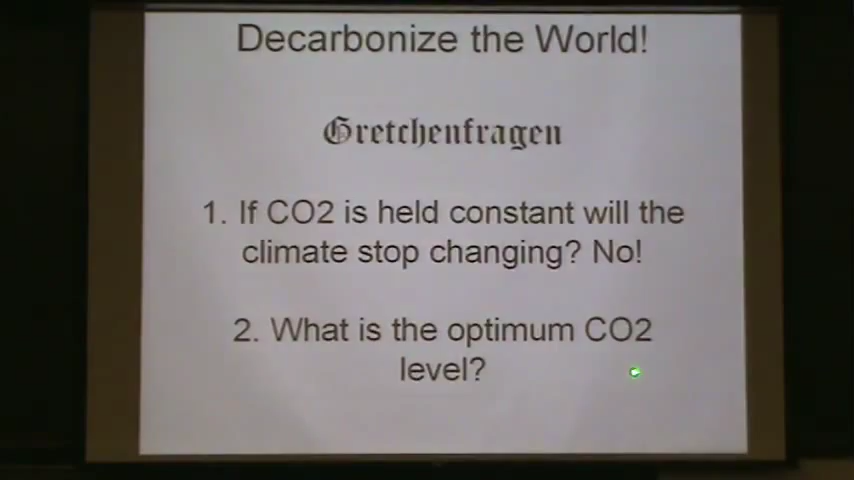 Decarbonize the World!
Gretchenfragen
1. If CO2 is held constant will the
climate stop changing? No!
2. What is the optimum CO2
level?